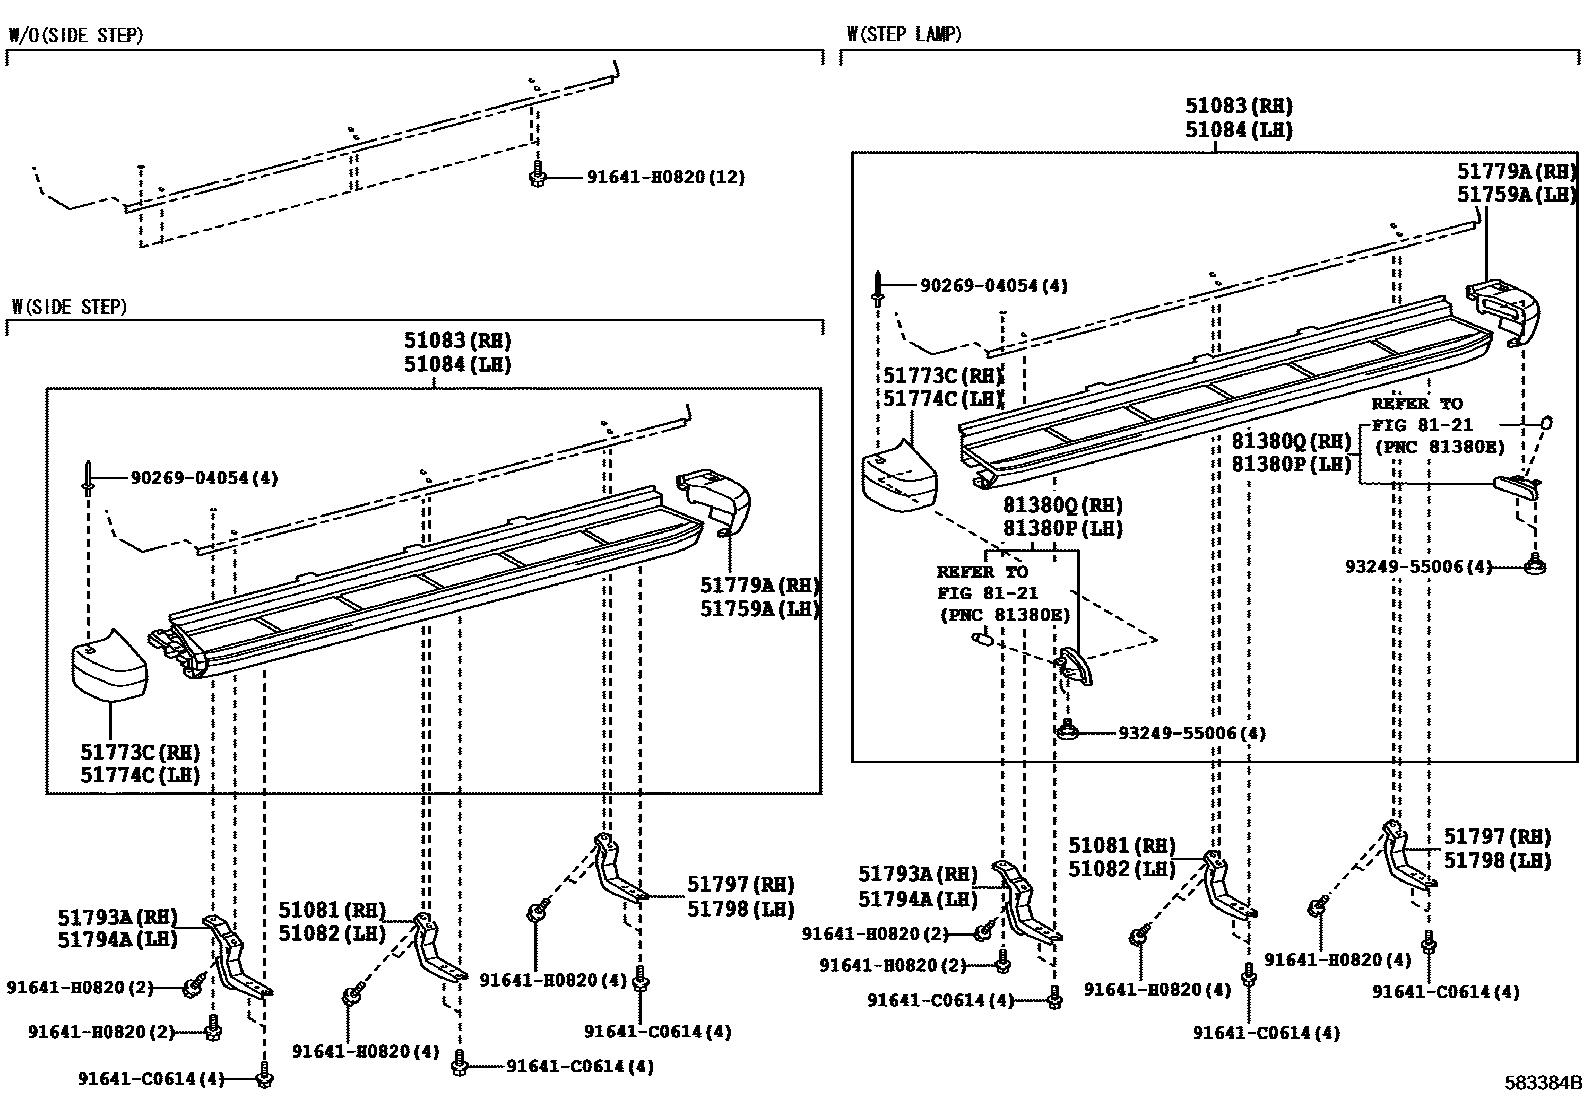 W/O(SIDE STEP)
91641-H0820(12)
W(SIDE STEP)
51083(RH)
51084(LH)
90269-04054(4)
51779A(RH)
51759A(LH)
51773C(RH)
51774C(LH)
51793A(RH)
51794A(LH)
91641-H0820(2)
91641-H0820(2)
91641-C0614(4)
51081(RH)
51082(LH)
91641-H0820(4)
91641-C0614(4)
51797(RH)
51798(LH)
91641-H0820(4)
91641-C0614(4)
W(STEP LAMP)
51083(RH)
51084(LH)
51779A(RH)
51759A(LH)
90269-04054(4)
51773C(RH)
51774C(LH)
REFER TO
FIG 81-21
(PNC 81380E)
81380Q(RH)
81380P(LH)
93249-55006(4)
81380Q(RH)
81380P(LH)
REFER TO
FIG 81-21
(PNC 81380E)
93249-55006(4)
51793A(RH)
51794A(LH)
91641-H0820(2)
91641-H0820(2)
91641-C0614(4)
51081(RH)
51082(LH)
91641-H0820(4)
91641-C0614(4)
51797(RH)
51798(LH)
91641-H0820(4)
91641-C0614(4)
583384B